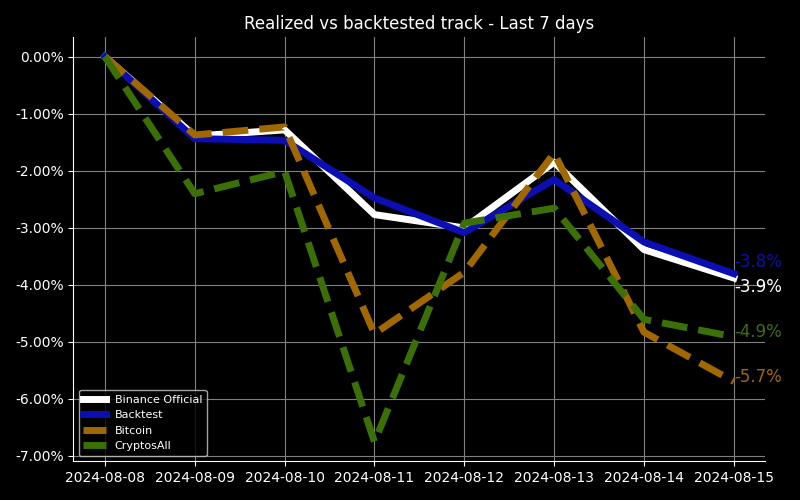 Realized vs backtested track - Last 7 days
0.00%
-1.00%
-2.00%
-3.00%
-4.00%
-5.00%
-6.00%
-7.00%
-3.8%
-3.9%
-4.9%
-5.7%
Binance Official
Backtest
Bitcoin
CryptosAll
2024-08-08 2024-08-09 2024-08-10 2024-08-11 2024-08-12 2024-08-13 2024-08-14 2024-08-15